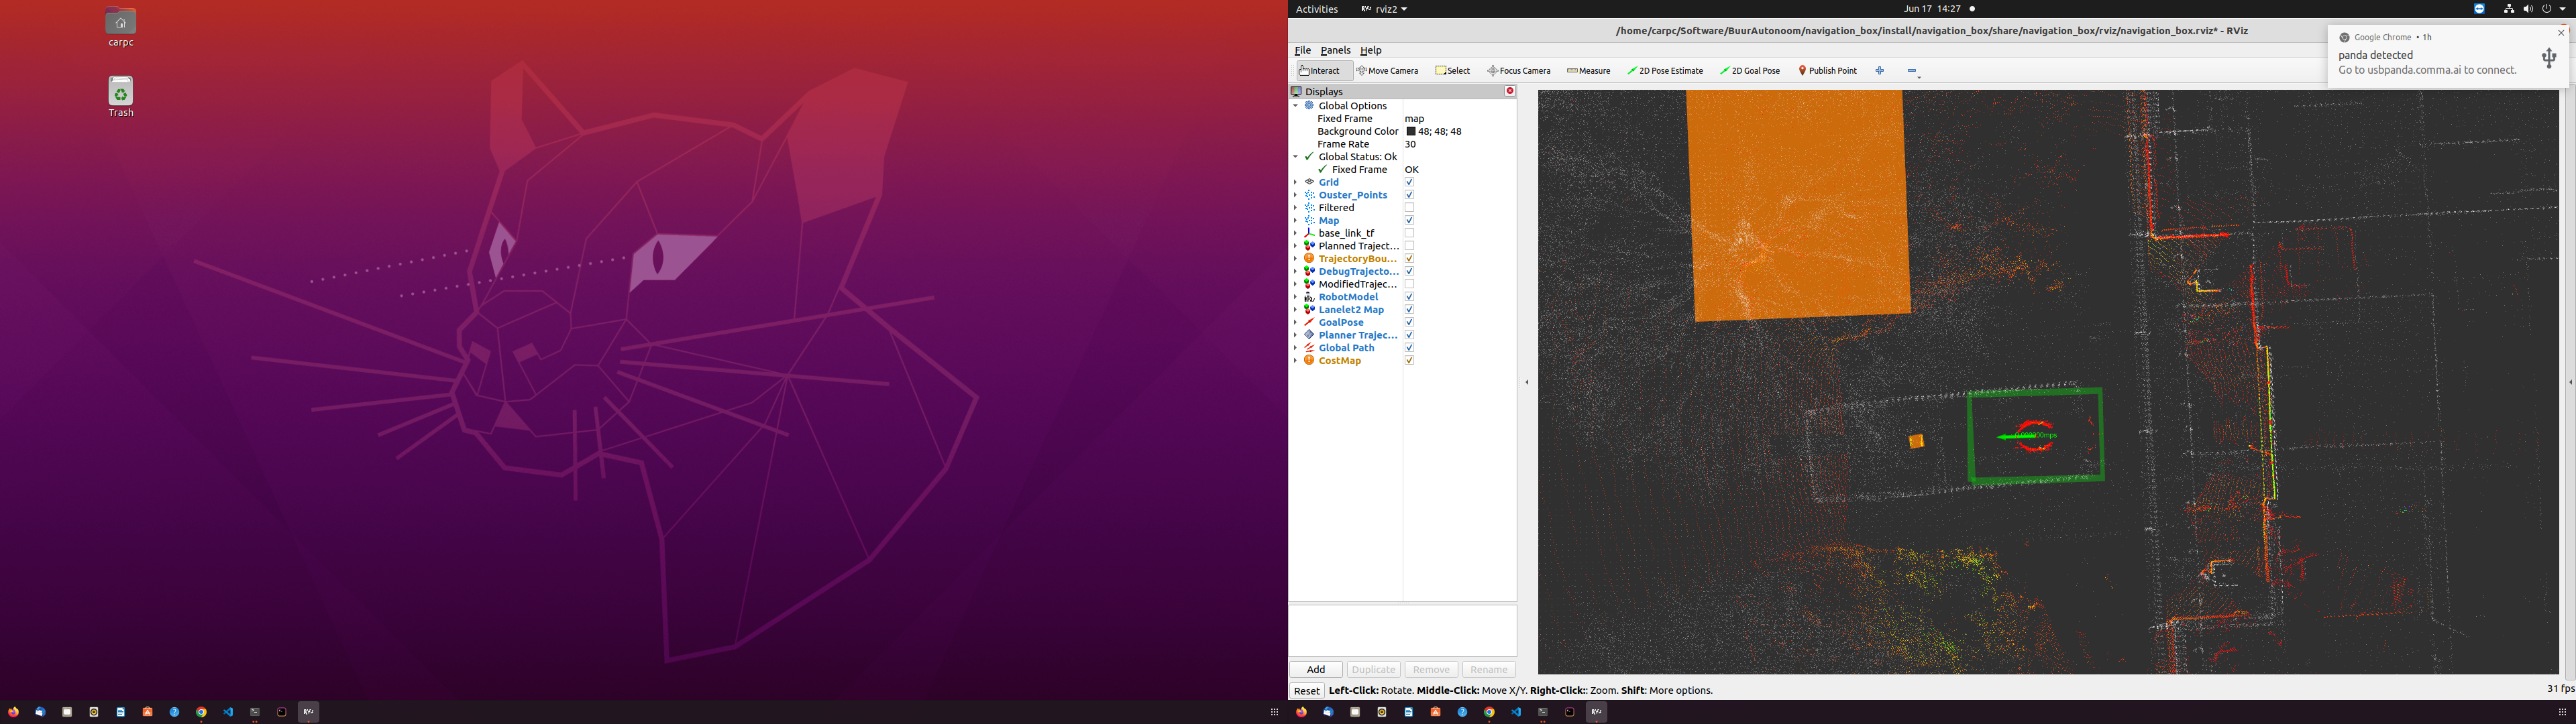 carpc
Trash
Activities
RViz rviz2
Jun 17 14:27
/home/carpc/Software/BuurAutonoom/navigation_box/install/navigation_box/share/navigation_box/rviz/navigation_box.rviz* - RViz
Google Chrome • 1h
panda detected
Go to usbpanda.comma.ai to connect.
File Panels Help
Interact Move Camera Select Focus Camera Measure 2D Pose Estimate 2D Goal Pose Publish Point
Displays
Global Options
Fixed Frame map
Background Color 48; 48; 48
Frame Rate 30
Global Status: Ok
Fixed Frame OK
Grid
Ouster_Points
Filtered
Map
base_link_tf
Planned Traject...
TrajectoryBou...
DebugTrajecto...
ModifiedTrajec...
RobotModel
Lanelet2 Map
GoalPose
Planner Trajec...
Global Path
CostMap
Add Duplicate Remove Rename
Reset Left-Click: Rotate. Middle-Click: Move X/Y. Right-Click:: Zoom. Shift: More options.
31 fps